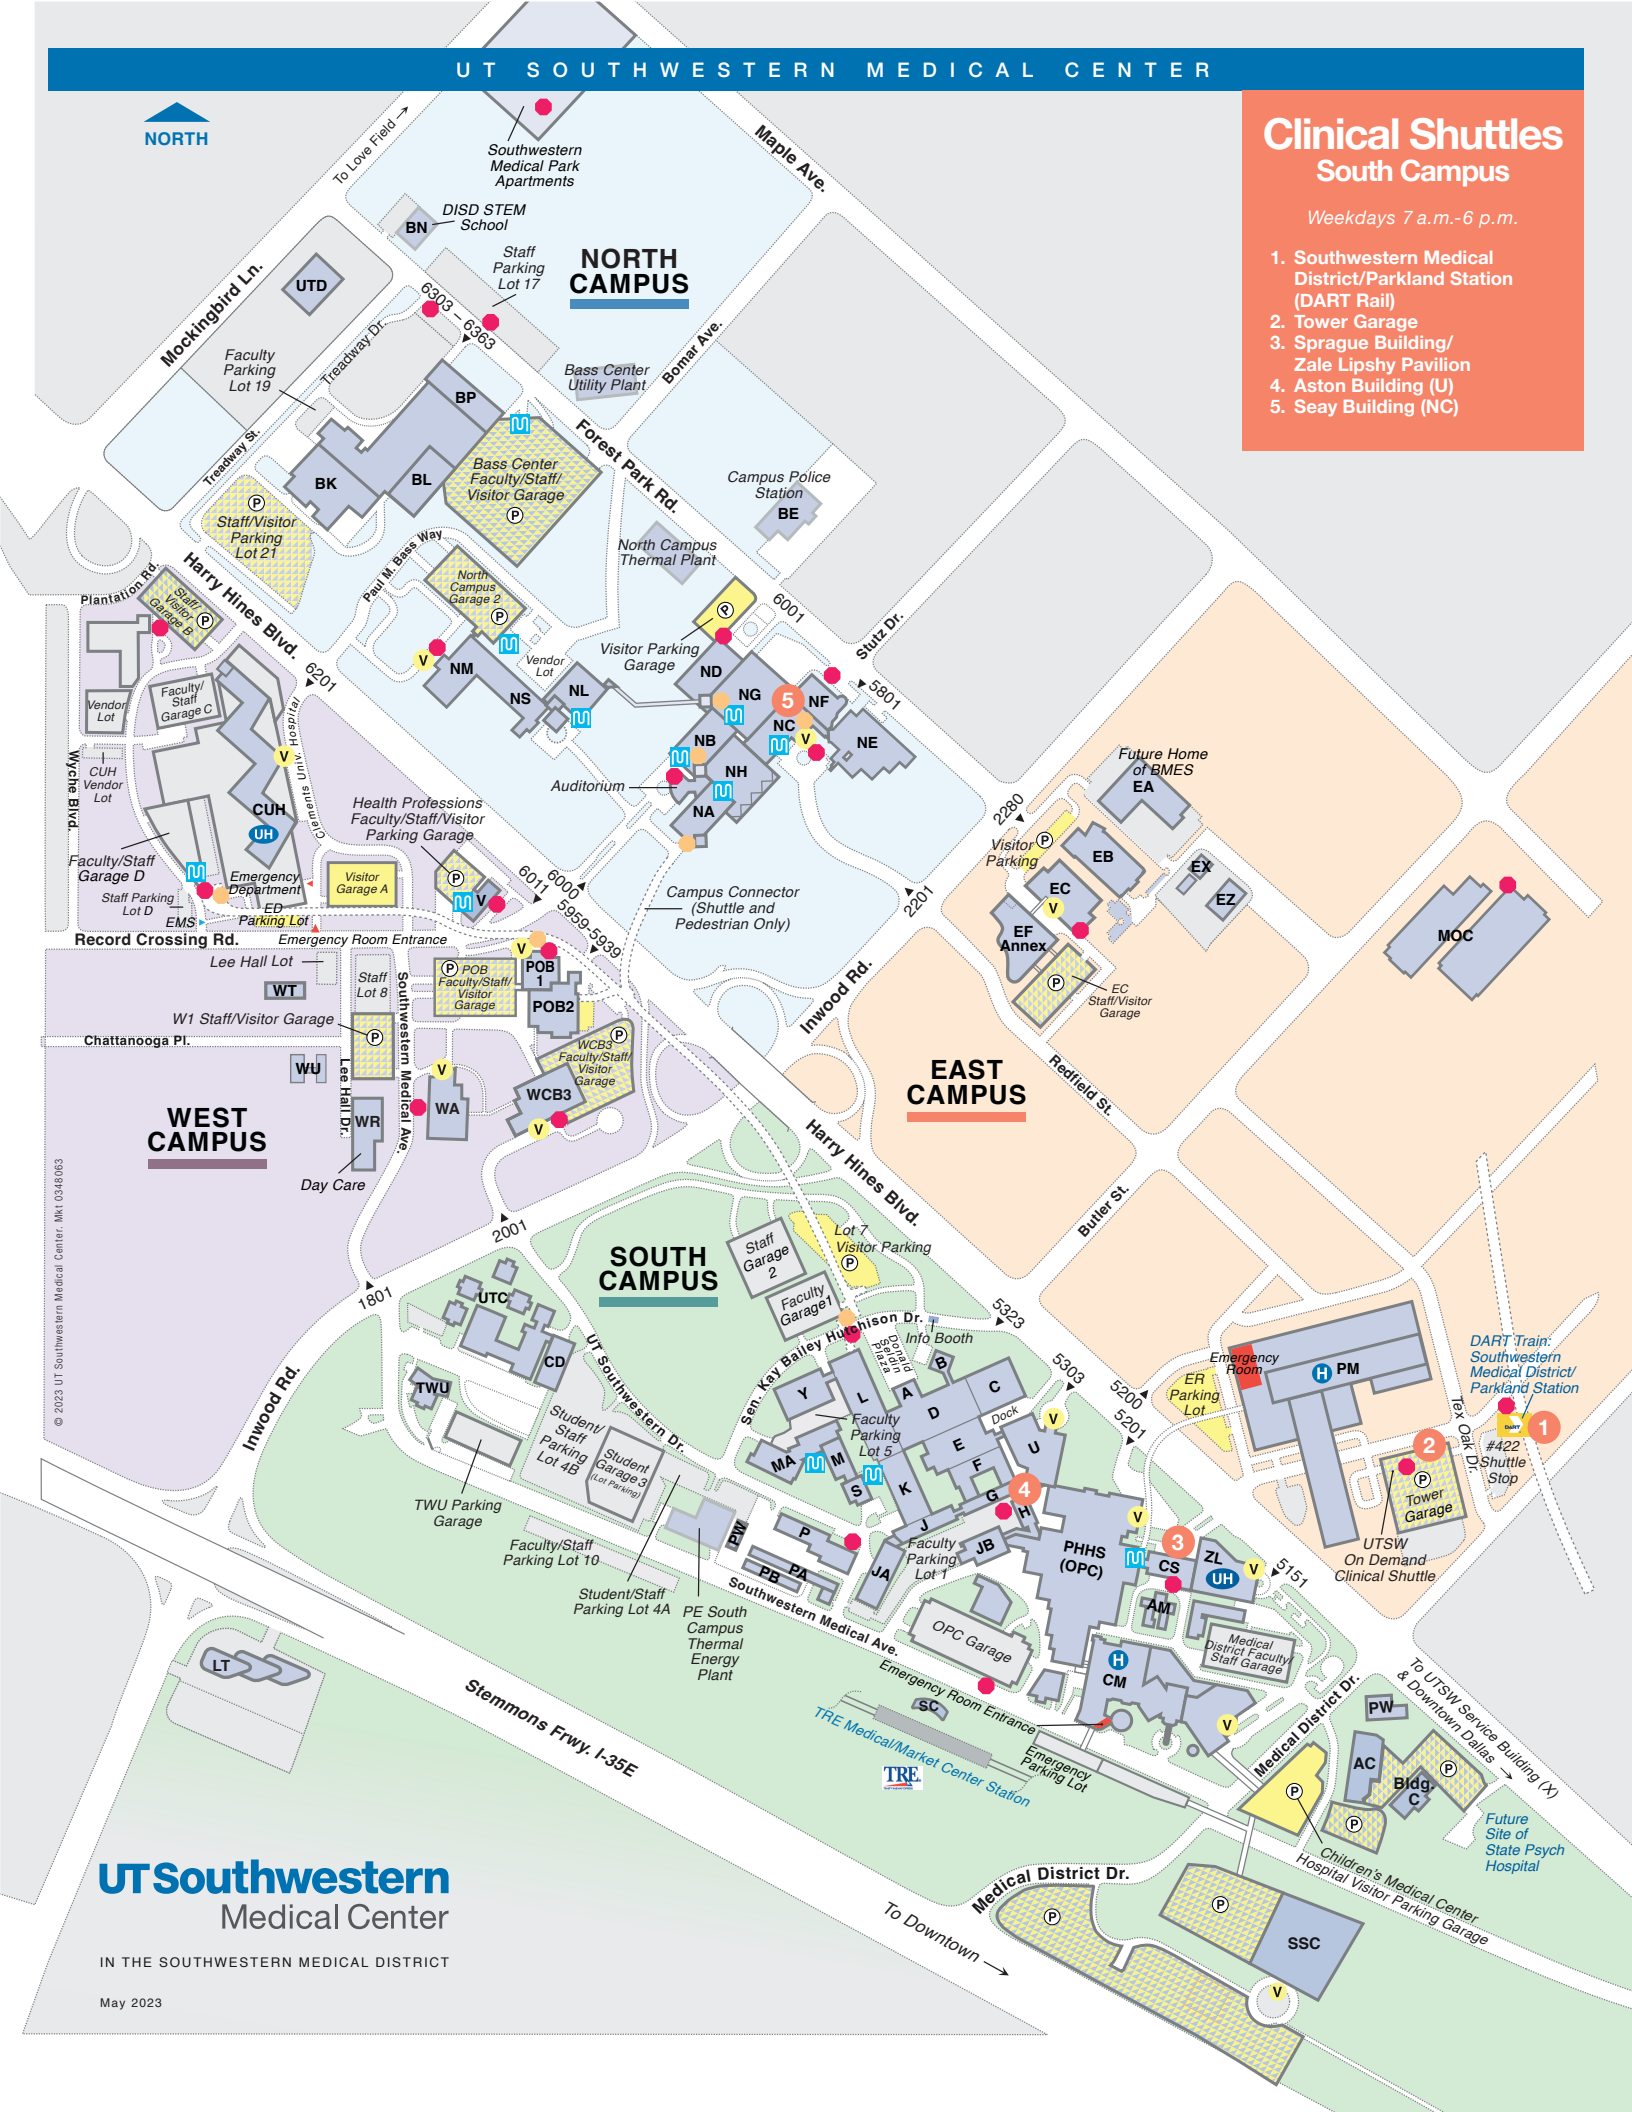 UT SOUTHWESTERN MEDICAL CENTER
NORTH
Clinical Shuttles
South Campus
Weekdays 7 a.m.-6 p.m.
1. Southwestern Medical
District/Parkland Station
(DART Rail)
2. Tower Garage
3. Sprague Building/
Zale Lipshy Pavilion
4. Aston Building (U)
5. Seay Building (NC)
To Love Field
Maple Ave.
Southwestern
Medical Park
Apartments
BN
DISD STEM
School
NORTH
CAMPUS
Staff
Parking
Lot 17
UTD
Mockingbird Ln.
6303 – 6363
Treadway Dr.
Faculty
Parking
Lot 19
Bass Center
Utility Plant
Bomar Ave.
BP
Treadway St.
Forest Park Rd.
BK
BL
Bass Center
Faculty/Staff/
Visitor Garage
P
P
Staff/Visitor
Parking
Lot 21
Campus Police
Station
BE
North Campus
Thermal Plant
Harry Hines Blvd.
Paul M. Bass Way
North
Campus
Garage 2
P
Plantation Rd.
Staff/
Visitor
Garage B
P
P
6001
Visitor Parking
Garage
Stutz Dr.
5801
6201
V
NM
Vendor
Lot
NS
NL
ND
NG
5
NF
NC
V
NE
NB
NH
NA
Auditorium
Vendor
Lot
Faculty/
Staff
Garage C
V
Clements Univ. Hospital
CUH
Vendor
Lot
Wyche Blvd.
CUH
UH
Health Professions
Faculty/Staff/Visitor
Parking Garage
P
V
Faculty/Staff
Garage D
Staff Parking
Lot D
EMS
Emergency
Department
ED
Parking Lot
Visitor
Garage A
6011
6000
5959-5939
Campus Connector
(Shuttle and
Pedestrian Only)
2201
2280
Future Home
of BMES
EA
Visitor
Parking
P
EB
EX
EZ
EC
V
EF
Annex
P
EC
Staff/Visitor
Garage
MOC
Record Crossing Rd.
Emergency Room Entrance
Lee Hall Lot
WT
Staff
Lot 8
W1 Staff/Visitor Garage
P
Chattanooga Pl.
WU
Lee Hall Dr.
Southwestern Medical Ave.
WR
Day Care
V
WA
P
POB
Faculty/Staff/
Visitor
Garage
V
POB
1
POB2
P
WCB3
Faculty/Staff/
Visitor
Garage
WCB3
V
Inwood Rd.
EAST
CAMPUS
Redfield St.
WEST
CAMPUS
Harry Hines Blvd.
Butler St.
2001
1801
© 2023 UT Southwestern Medical Center. Mkt 0348063
SOUTH
CAMPUS
Staff
Garage
2
Lot 7
Visitor Parking
P
Faculty
Garage1
Sen. Kay Bailey Hutchison Dr.
Donald
Seldin
Plaza
Info Booth
5323
5303
5200
5201
UTC
CD
TWU
UT Southwestern Dr.
Inwood Rd.
TWU Parking
Garage
Student/
Staff
Parking
Lot 4B
Student
Garage 3
(Lot Parking)
Faculty/Staff
Parking Lot 10
Student/Staff
Parking Lot 4A
PE South
Campus
Thermal
Energy
Plant
PW
P
PB
PA
Y
L
A
B
C
D
E
F
G
H
Dock
U
V
Faculty
Parking
Lot 5
MA
M
S
K
J
JA
JB
4
Faculty
Parking
Lot 1
PHHS
(OPC)
V
3
CS
ZL
UH
V
5151
AM
Medical
District Faculty/
Staff Garage
OPC Garage
Southwestern Medical Ave.
Emergency Room Entrance
H
CM
V
SC
TRE Medical/Market Center Station
TRE
Emergency
Parking Lot
Emergency
Room
ER
Parking
Lot
H
PM
DART Train:
Southwestern
Medical District/
Parkland Station
DART
1
#422
Shuttle
Stop
Tex Oak Dr.
2
P
Tower
Garage
UTSW
On Demand
Clinical Shuttle
To UTSW Service Building (X)
& Downtown Dallas
Medical District Dr.
PW
AC
Bldg.
C
P
P
P
Future
Site of
State Psych
Hospital
Children's Medical Center
Hospital Visitor Parking Garage
LT
Stemmons Frwy. I-35E
Medical District Dr.
To Downtown
P
P
SSC
V
UTSouthwestern
Medical Center
IN THE SOUTHWESTERN MEDICAL DISTRICT
May 2023